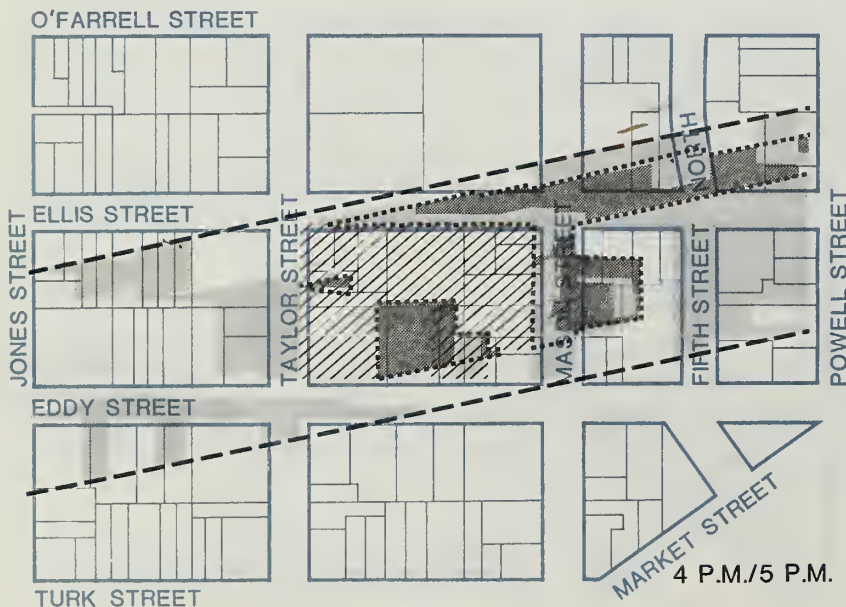 O'FARRELL STREET
ELLIS STREET
JONES STREET
TAYLOR STREET
MASON STREET
FIFTH STREET
NORTH
POWELL STREET
EDDY STREET
MARKET STREET
4 P.M./5 P.M.
TURK STREET